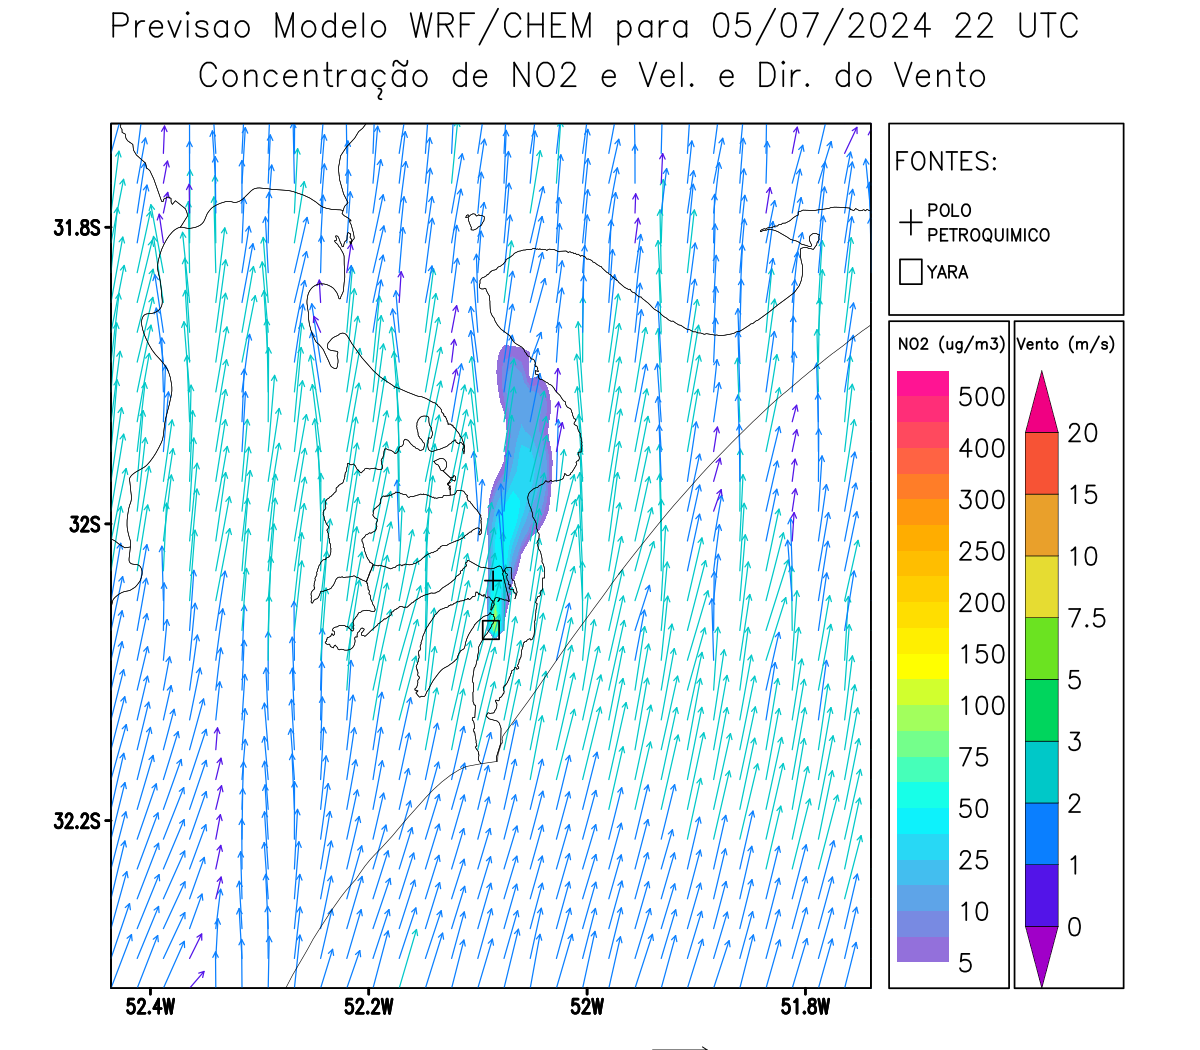 Previsao Modelo WRF/CHEM para 05/07/2024 22 UTC
Concentração de NO2 e Vel. e Dir. do Vento
FONTES:
POLO
PETROQUIMICO
YARA
NO2 (ug/m3)
500
400
300
250
200
150
100
75
50
25
10
5
Vento (m/s)
20
15
10
7.5
5
3
2
1
0
31.8S
32S
32.2S
52.4W
52.2W
52W
51.8W